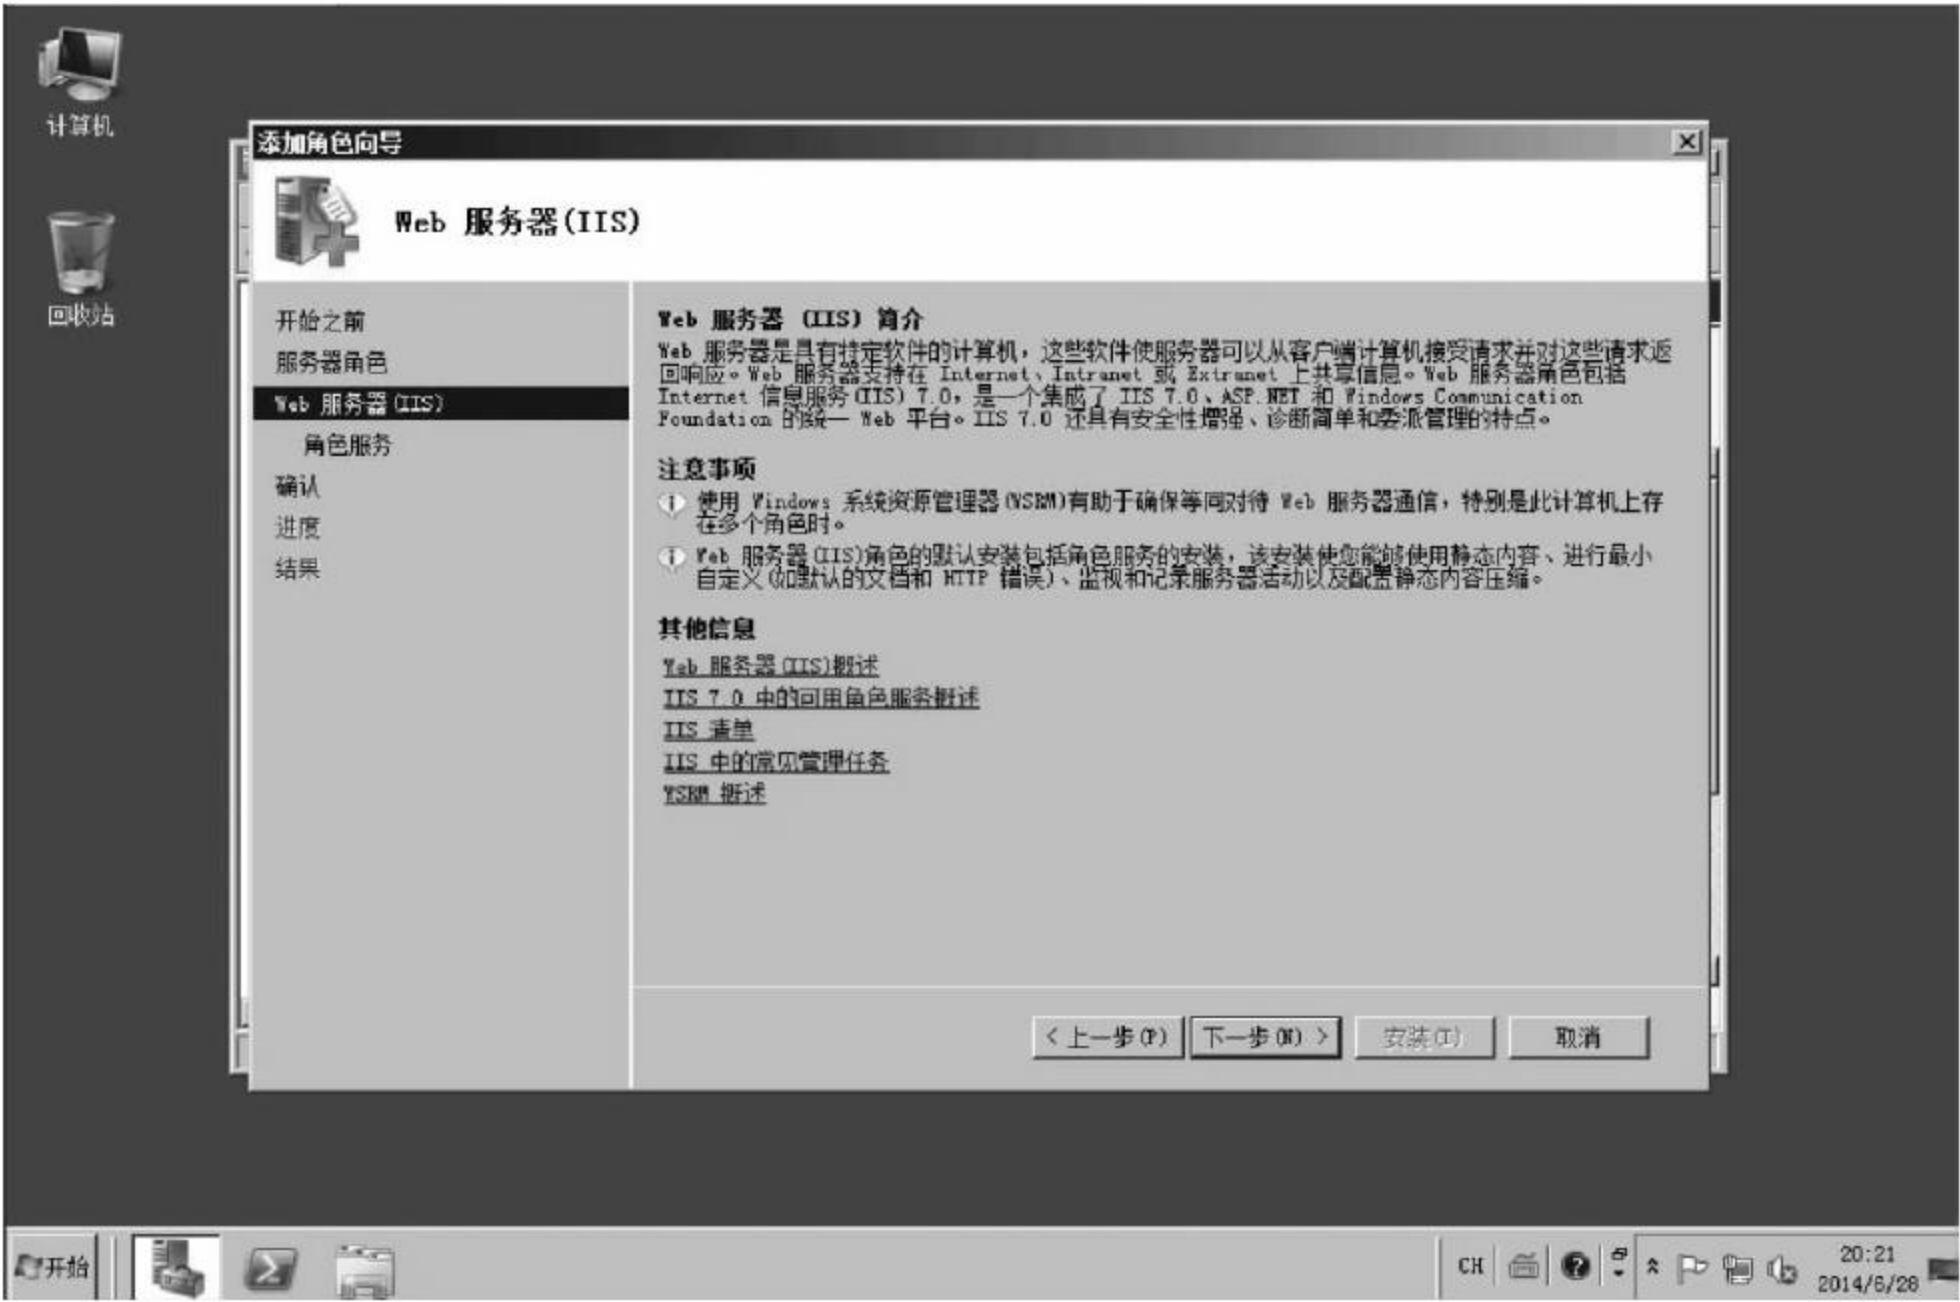 计算机
回收站
添加角色向导
Web 服务器(IIS)
开始之前
服务器角色
Web 服务器(IIS)
角色服务
确认
进度
结果
Web 服务器 (IIS) 简介
Web 服务器是具有特定软件的计算机，这些软件使服务器可以从客户端计算机接受请求并对这些请求返
回响应。Web 服务器支持在 Internet、Intranet 或 Extranet 上共享信息。Web 服务器角色包括
Internet 信息服务(IIS) 7.0，是一个集成了 IIS 7.0、ASP.NET 和 Windows Communication
Foundation 的统一 Web 平台。IIS 7.0 还具有安全性增强、诊断简单和委派管理的特点。
注意事项
使用 Windows 系统资源管理器(WSRM)有助于确保等同对待 Web 服务器通信，特别是此计算机上存
在多个角色时。
Web 服务器(IIS)角色的默认安装包括角色服务的安装，该安装使您能够使用静态内容、进行最小
自定义(如默认的文档和 HTTP 错误)、监视和记录服务器活动以及配置静态内容压缩。
其他信息
Web 服务器(IIS)概述
IIS 7.0 中的可用角色服务概述
IIS 清单
IIS 中的常见管理任务
WSRM 概述
< 上一步(P)
下一步(N) >
安装(I)
取消
开始
CH
20:21
2014/6/28